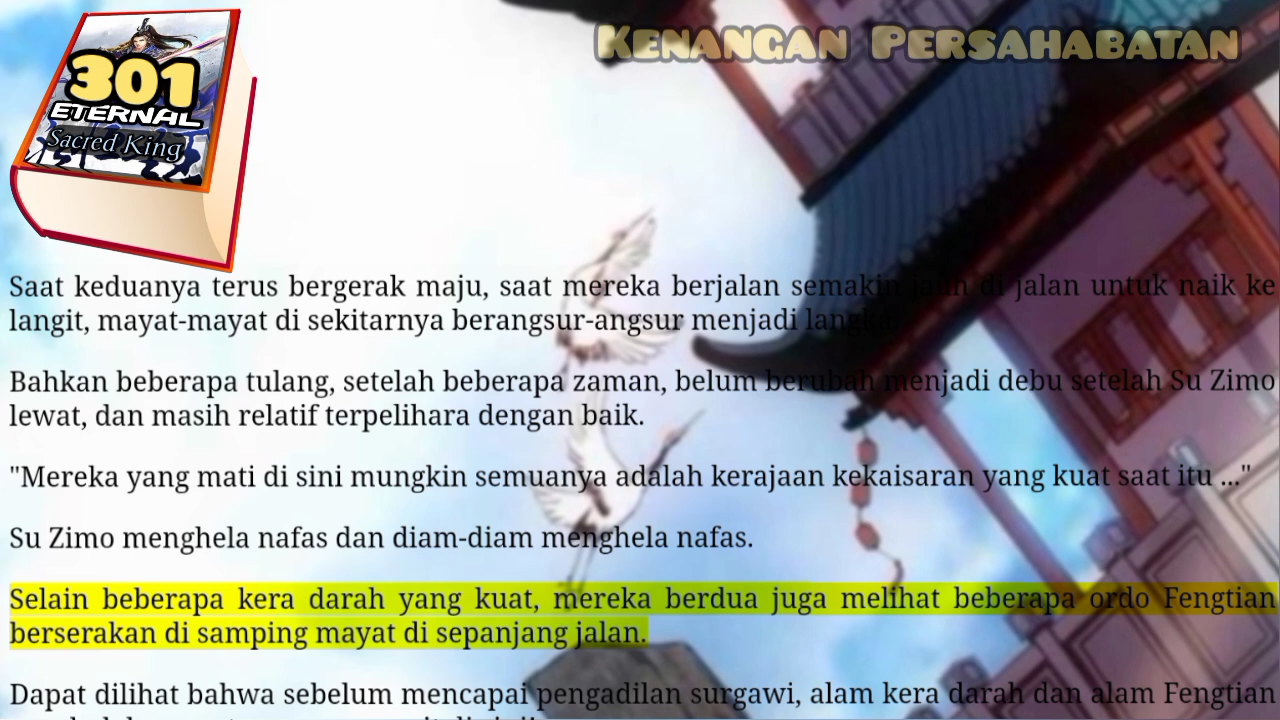 KENANGAN PERSAHABATAN
301
ETERNAL
Sacred King
Saat keduanya terus bergerak maju, saat mereka berjalan semakin jauh di jalan untuk naik ke
langit, mayat-mayat di sekitarnya berangsur-angsur menjadi langka.
Bahkan beberapa tulang, setelah beberapa zaman, belum berubah menjadi debu setelah Su Zimo
lewat, dan masih relatif terpelihara dengan baik.
"Mereka yang mati di sini mungkin semuanya adalah kerajaan kekaisaran yang kuat saat itu ..."
Su Zimo menghela nafas dan diam-diam menghela nafas.
Selain beberapa kera darah yang kuat, mereka berdua juga melihat beberapa ordo Fengtian
berserakan di samping mayat di sepanjang jalan.
Dapat dilihat bahwa sebelum mencapai pengadilan surgawi, alam kera darah dan alam Fengtian